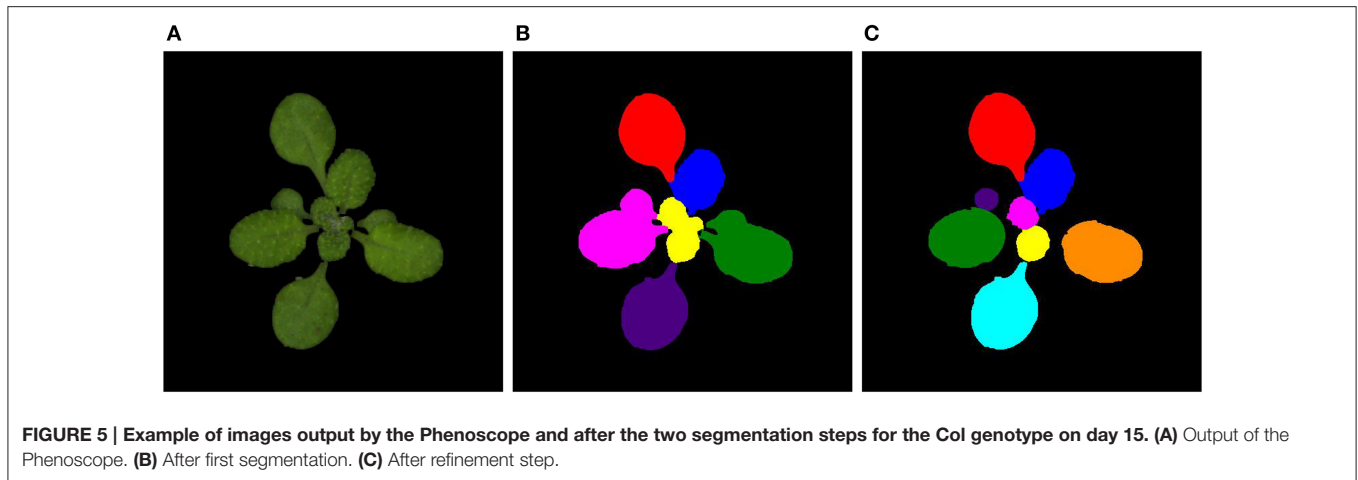 A B C
FIGURE 5 | Example of images output by the Phenoscope and after the two segmentation steps for the Col genotype on day 15. (A) Output of the
Phenoscope. (B) After first segmentation. (C) After refinement step.